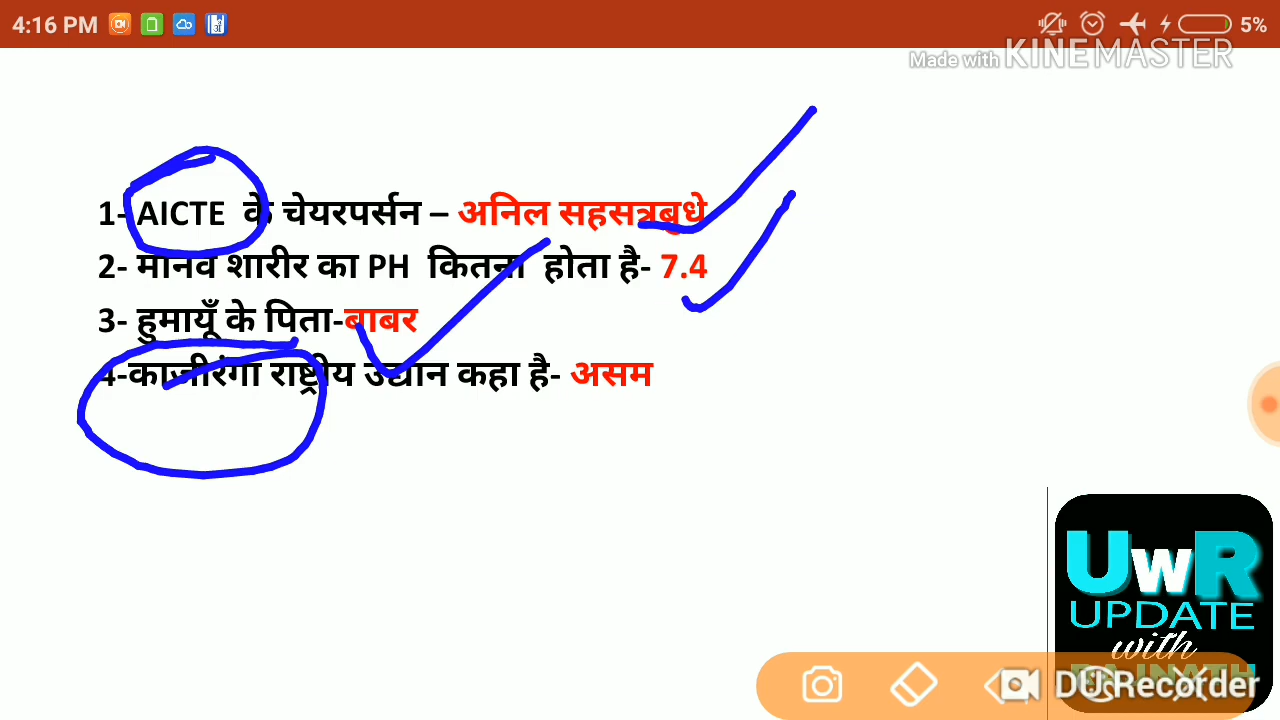 4:16 PM 5%
Made with KINEMASTER
1- AICTE के चेयरपर्सन – अनिल सहसत्रबुधे
2- मानव शारीर का PH कितना होता है- 7.4
3- हुमायूँ के पिता-बाबर
4-काजीरंगा राष्ट्रीय उद्यान कहा है- असम
UwR
UPDATE
with
DU Recorder